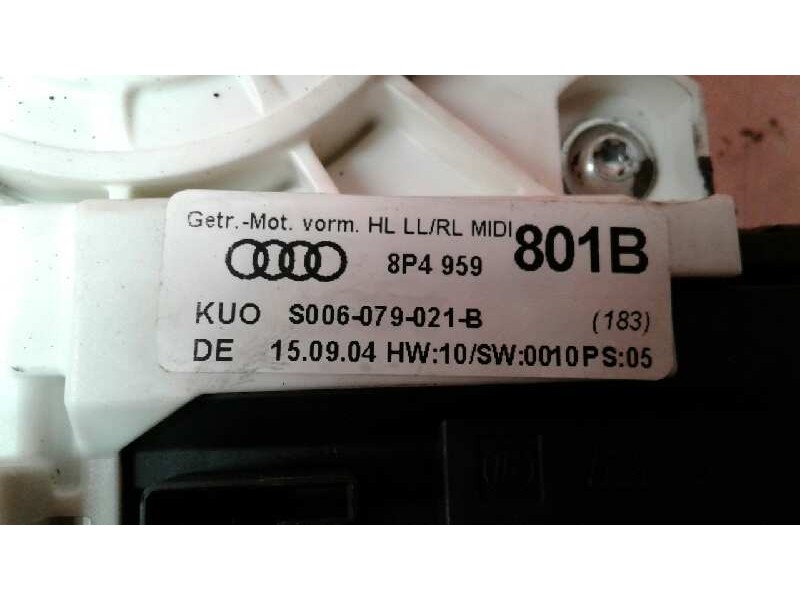 Getr.-Mot. vorm. HL LL/RL MIDI
8P4 959 801B
KUO S006-079-021-B (183)
DE 15.09.04 HW:10/SW:0010PS:05